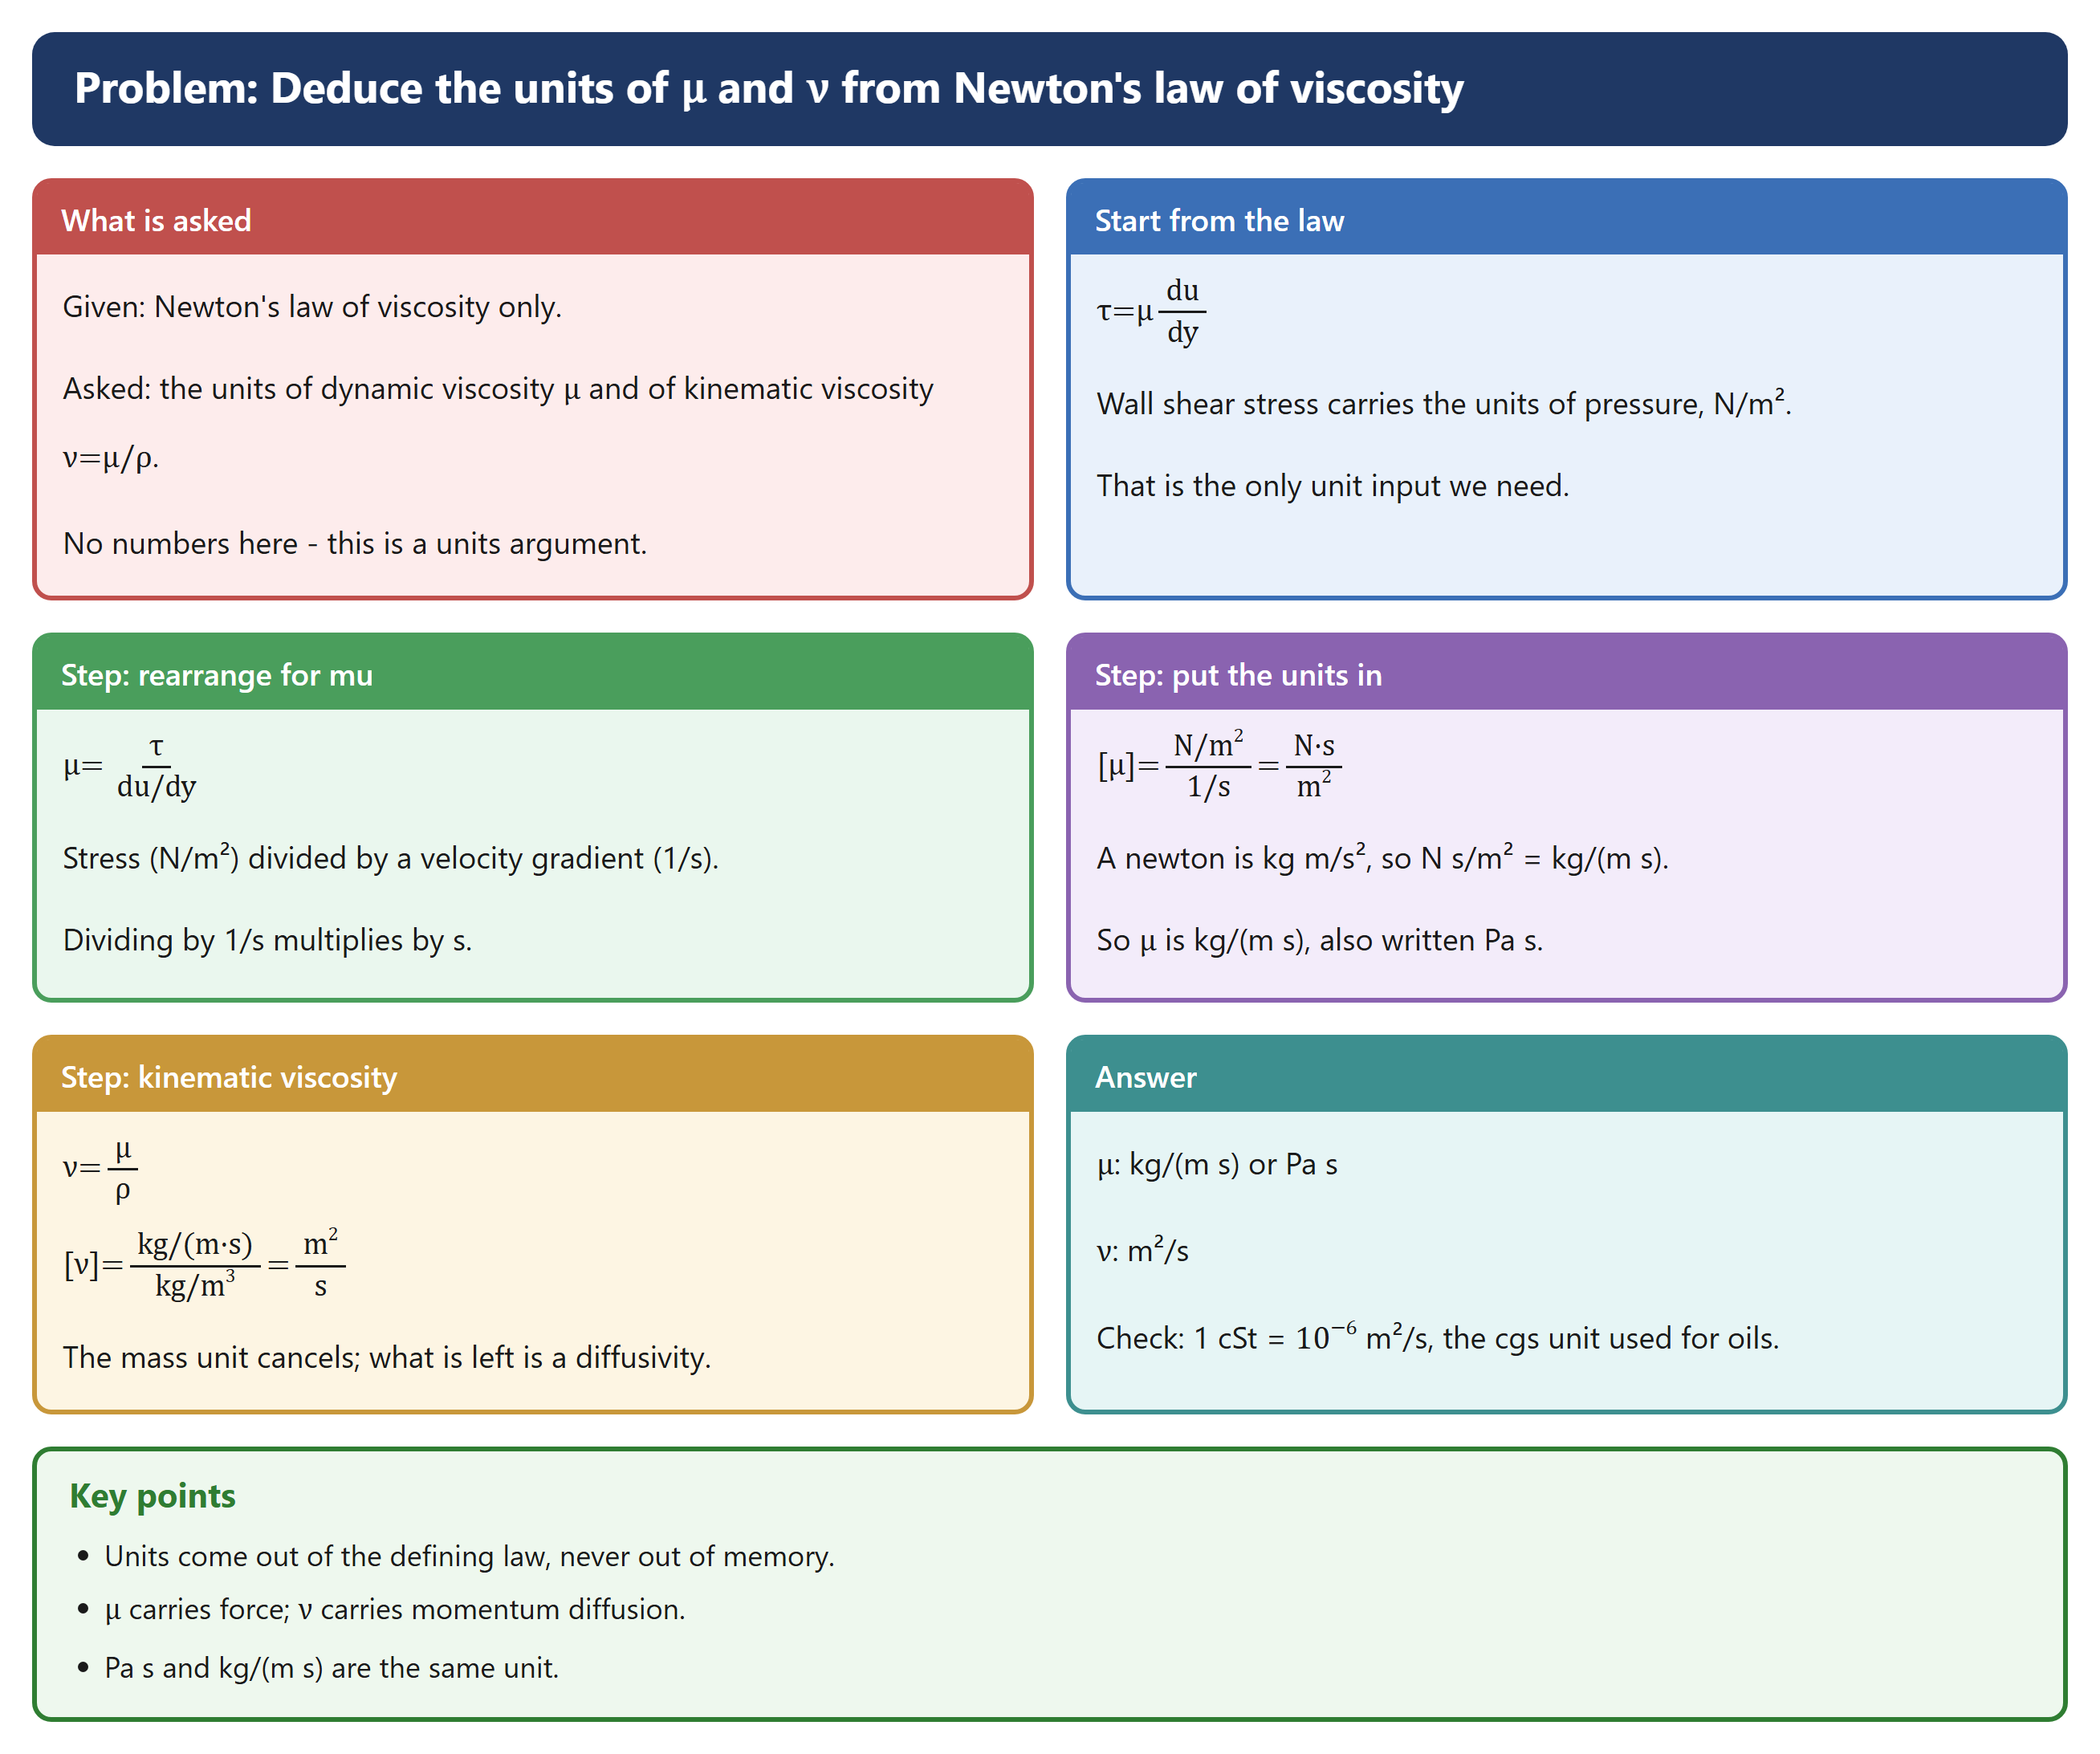 Problem: Deduce the units of μ and ν from Newton's law of viscosity
What is asked
Given: Newton's law of viscosity only.
Asked: the units of dynamic viscosity μ and of kinematic viscosity
ν=μ/ρ.
No numbers here - this is a units argument.
Start from the law
τ=μ du/dy
Wall shear stress carries the units of pressure, N/m².
That is the only unit input we need.
Step: rearrange for mu
μ= τ/(du/dy)
Stress (N/m²) divided by a velocity gradient (1/s).
Dividing by 1/s multiplies by s.
Step: put the units in
[μ]= (N/m²)/(1/s) = (N·s)/m²
A newton is kg m/s², so N s/m² = kg/(m s).
So μ is kg/(m s), also written Pa s.
Step: kinematic viscosity
ν= μ/ρ
[ν]= (kg/(m·s))/(kg/m³) = m²/s
The mass unit cancels; what is left is a diffusivity.
Answer
μ: kg/(m s) or Pa s
ν: m²/s
Check: 1 cSt = 10⁻⁶ m²/s, the cgs unit used for oils.
Key points
• Units come out of the defining law, never out of memory.
• μ carries force; ν carries momentum diffusion.
• Pa s and kg/(m s) are the same unit.